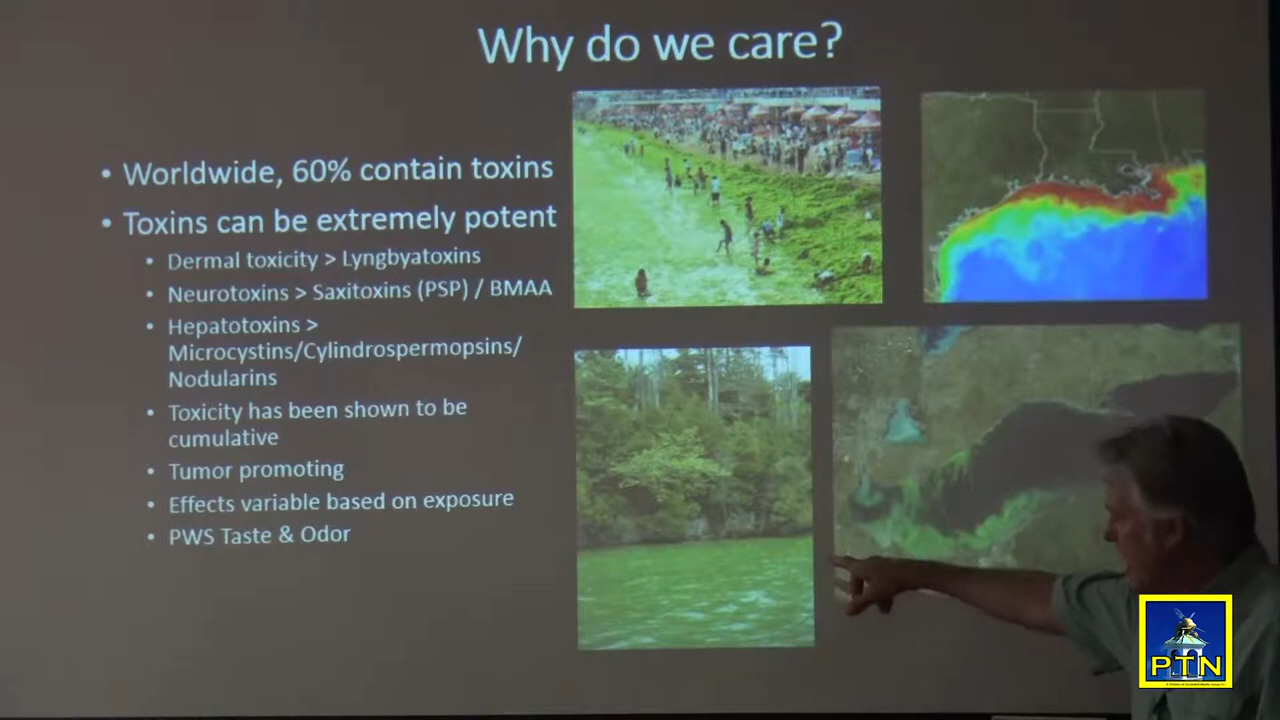 Why do we care?
• Worldwide, 60% contain toxins
• Toxins can be extremely potent
• Dermal toxicity > Lyngbyatoxins
• Neurotoxins > Saxitoxins (PSP) / BMAA
• Hepatotoxins >
Microcystins/Cylindrospermopsins/
Nodularins
• Toxicity has been shown to be
cumulative
• Tumor promoting
• Effects variable based on exposure
• PWS Taste & Odor
PTN